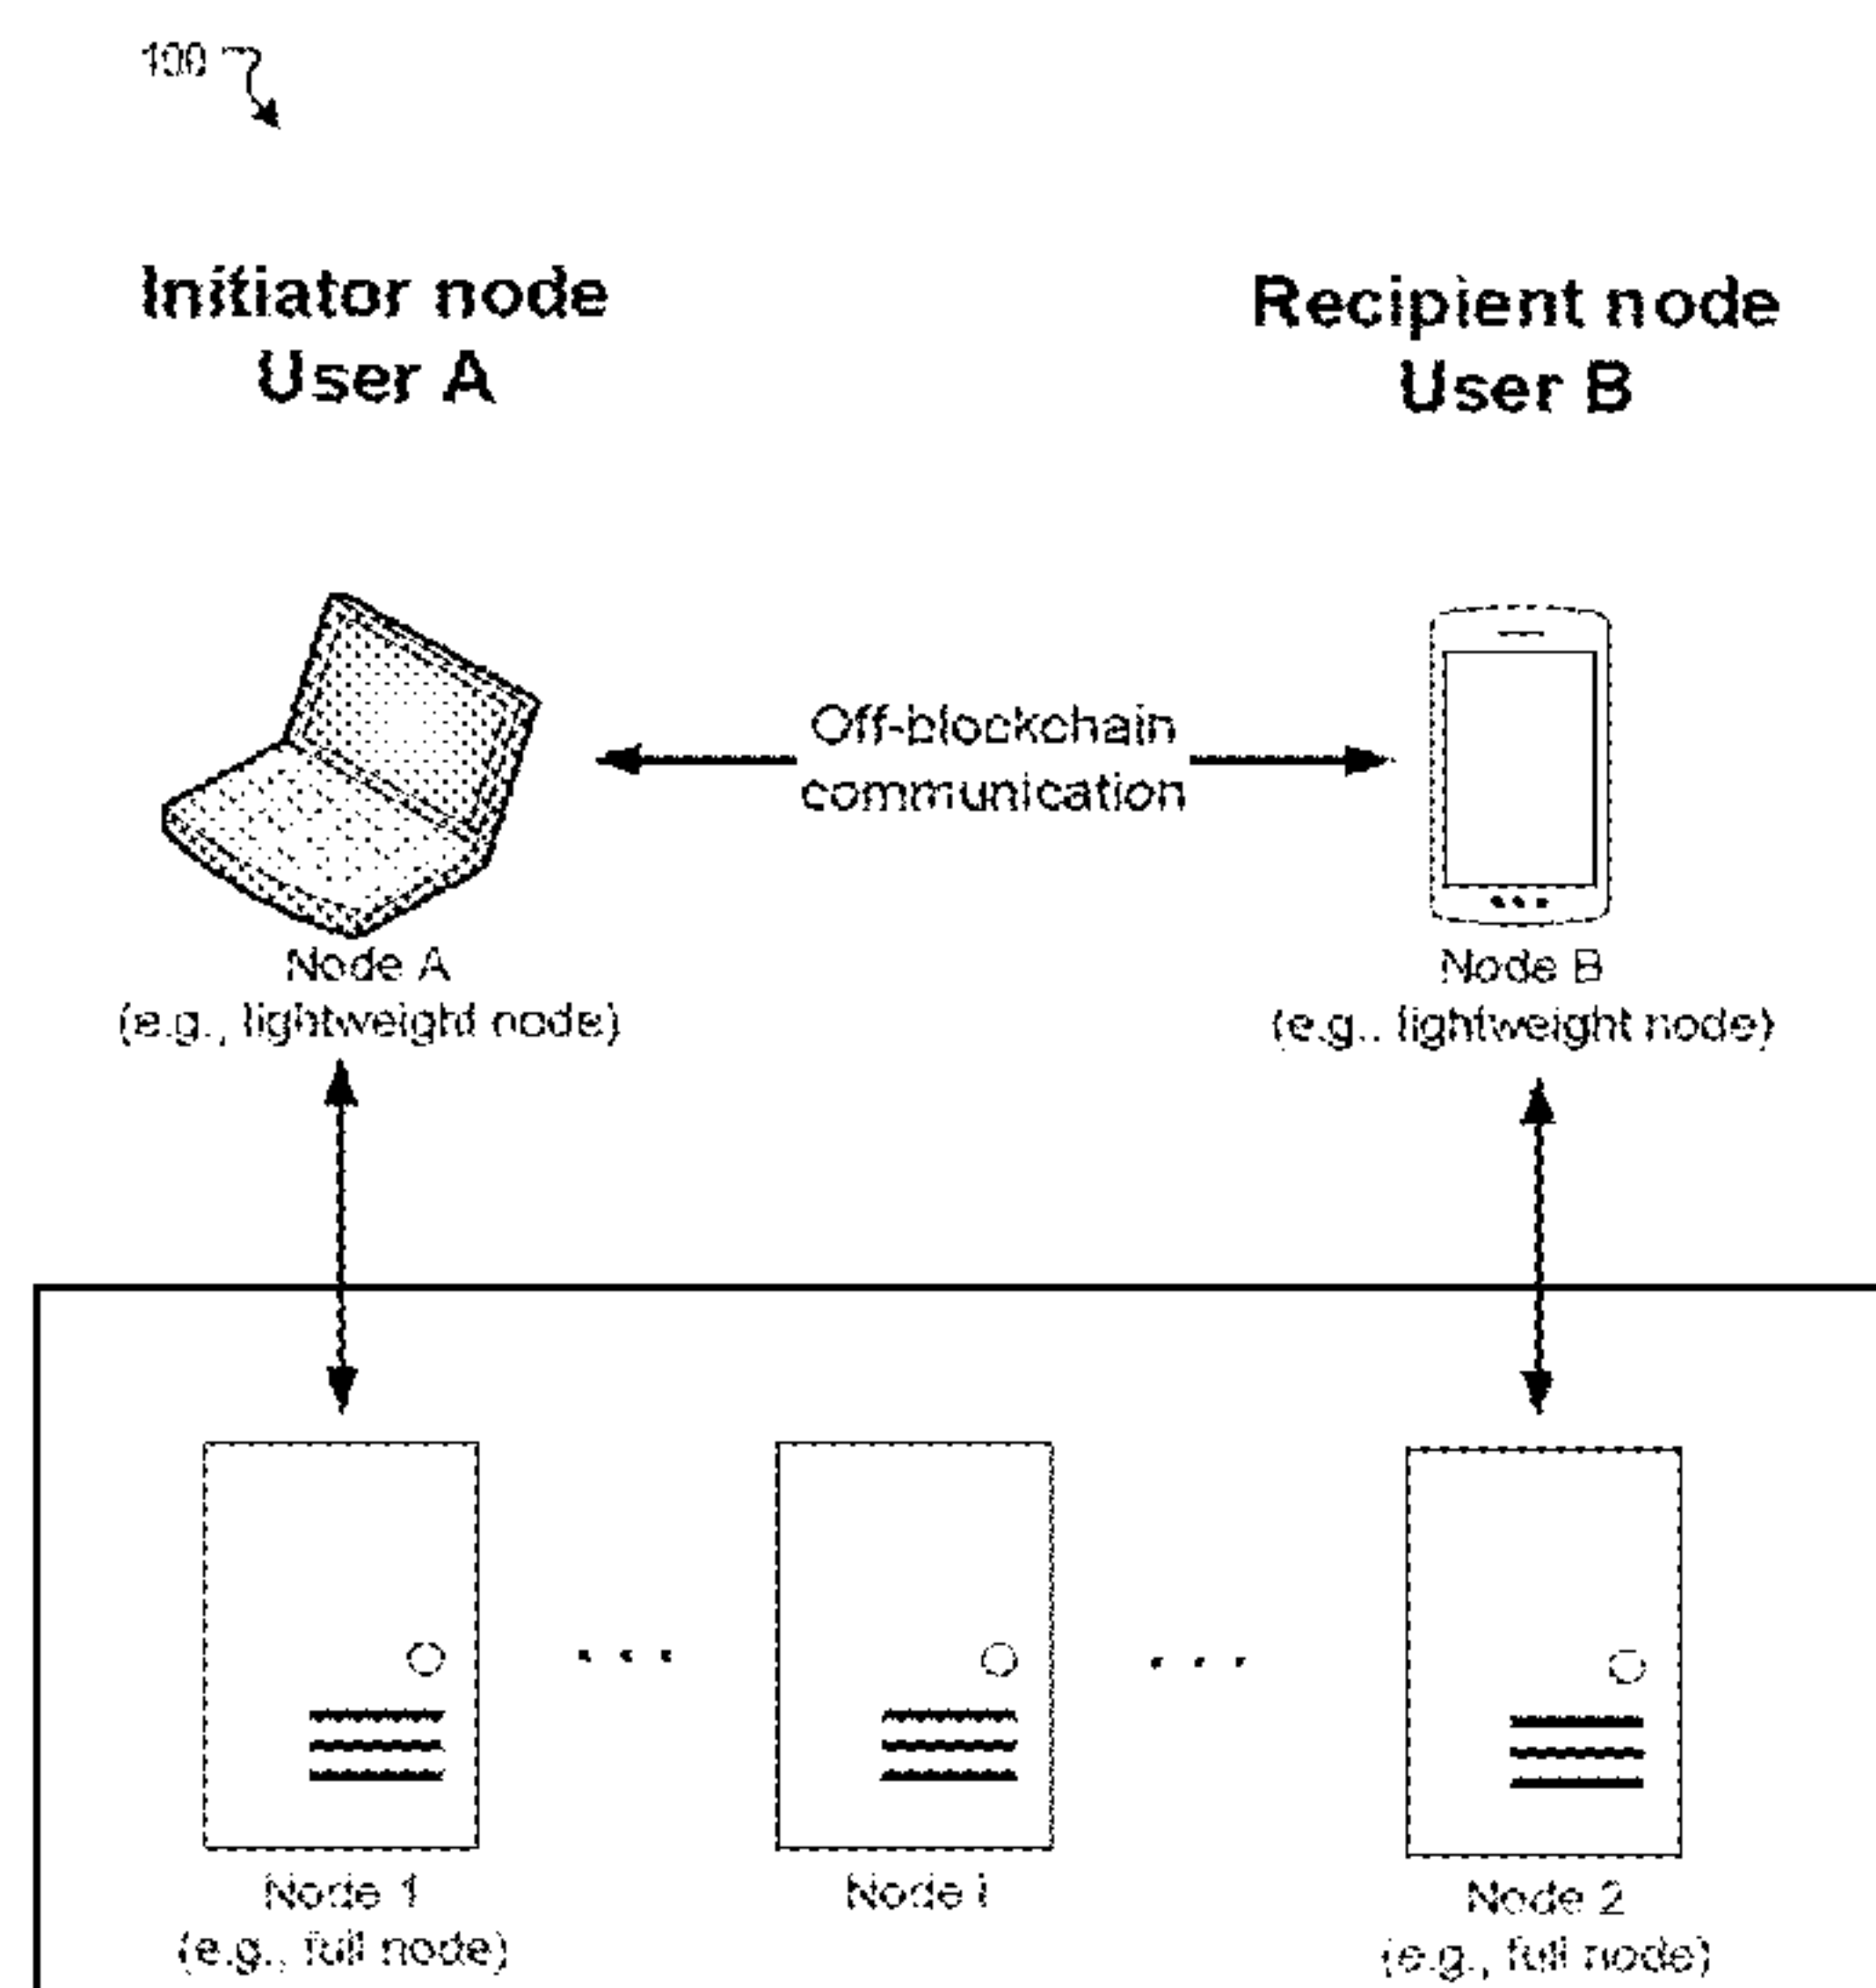 100
Initiator node
User A
Recipient node
User B
Off-blockchain
communication
Node A
(e.g., lightweight node)
Node B
(e.g., lightweight node)
Node 1
(e.g., full node)
Node i
Node 2
(e.g., full node)